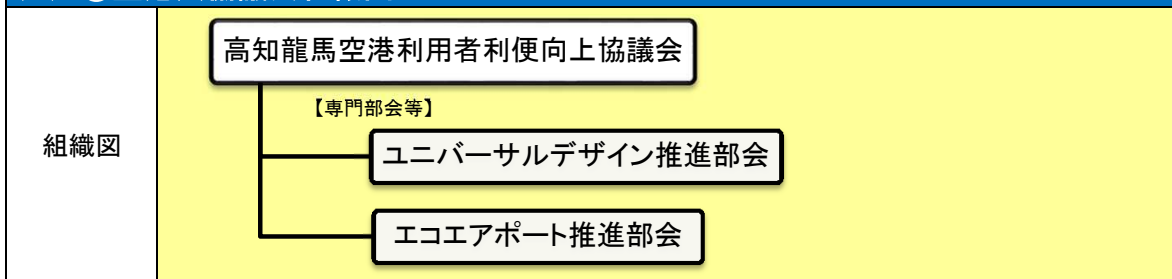 高知龍馬空港利用者利便向上協議会
【専門部会等】
組織図
ユニバーサルデザイン推進部会
エコエアポート推進部会